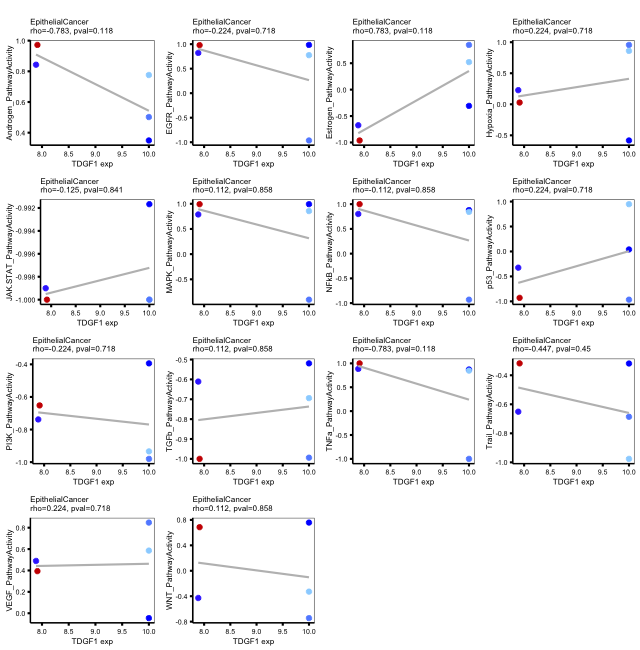 EpithelialCancer
rho=-0.783, pval=0.118
Androgen_PathwayActivity
1.0
0.8
0.6
0.4
8.0 8.5 9.0 9.5 10.0
TDGF1 exp
EpithelialCancer
rho=-0.224, pval=0.718
EGFR_PathwayActivity
1.0
0.5
0.0
-1.0
8.0 8.5 9.0 9.5 10.0
TDGF1 exp
EpithelialCancer
rho=0.783, pval=0.118
Estrogen_PathwayActivity
0.5
0.0
-0.5
-1.0
8.0 8.5 9.0 9.5 10.0
TDGF1 exp
EpithelialCancer
rho=0.224, pval=0.718
Hypoxia_PathwayActivity
1.0
0.5
0.0
-0.5
8.0 8.5 9.0 9.5 10.0
TDGF1 exp
EpithelialCancer
rho=-0.125, pval=0.841
JAK.STAT_PathwayActivity
-0.992
-0.994
-0.996
-0.998
-1.000
8.0 8.5 9.0 9.5 10.0
TDGF1 exp
EpithelialCancer
rho=0.112, pval=0.858
MAPK_PathwayActivity
1.0
0.5
0.0
-0.5
8.0 8.5 9.0 9.5 10.0
TDGF1 exp
EpithelialCancer
rho=-0.112, pval=0.858
NFkB_PathwayActivity
1.0
0.5
0.0
-0.5
-1.0
8.0 8.5 9.0 9.5 10.0
TDGF1 exp
EpithelialCancer
rho=0.224, pval=0.718
p53_PathwayActivity
1.0
0.5
0.0
-0.5
-1.0
8.0 8.5 9.0 9.5 10.0
TDGF1 exp
EpithelialCancer
rho=-0.224, pval=0.718
PI3K_PathwayActivity
-0.4
-0.6
-0.8
-1.0
8.0 8.5 9.0 9.5 10.0
TDGF1 exp
EpithelialCancer
rho=0.112, pval=0.858
TGFb_PathwayActivity
-0.5
-0.6
-0.7
-0.8
-0.9
-1.0
8.0 8.5 9.0 9.5 10.0
TDGF1 exp
EpithelialCancer
rho=-0.783, pval=0.118
TNFa_PathwayActivity
1.0
0.5
0.0
-0.5
-1.0
8.0 8.5 9.0 9.5 10.0
TDGF1 exp
EpithelialCancer
rho=-0.447, pval=0.45
Trail_PathwayActivity
-0.4
-0.6
-0.8
-1.0
8.0 8.5 9.0 9.5 10.0
TDGF1 exp
EpithelialCancer
rho=0.224, pval=0.718
VEGF_PathwayActivity
0.8
0.6
0.4
0.2
0.0
8.0 8.5 9.0 9.5 10.0
TDGF1 exp
EpithelialCancer
rho=0.112, pval=0.858
WNT_PathwayActivity
0.8
0.4
0.0
-0.4
-0.8
8.0 8.5 9.0 9.5 10.0
TDGF1 exp